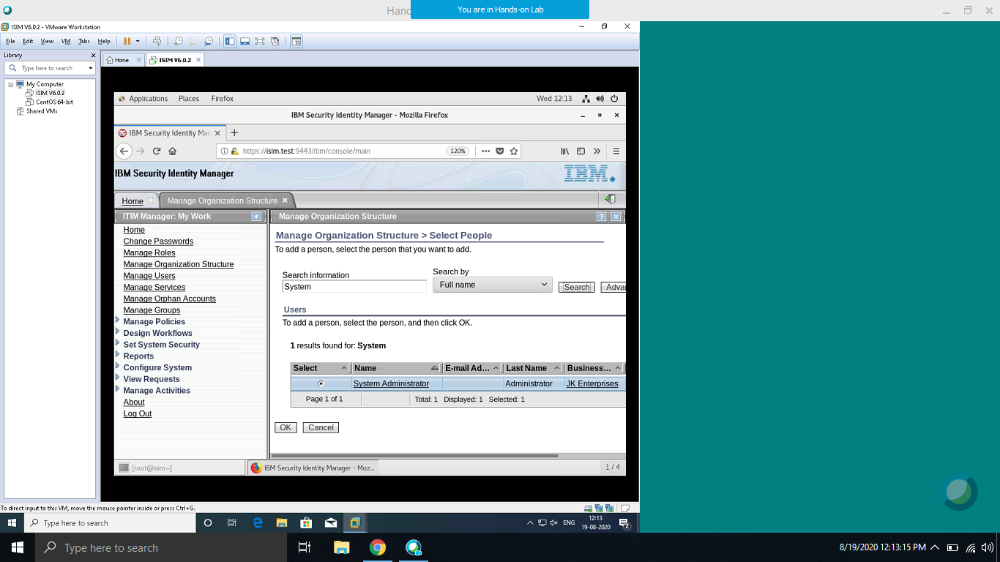 Hand
You are in Hands-on Lab
ISIM V6.0.2 - VMware Workstation
File Edit View VM Tabs Help
Library
Type here to search
My Computer
ISIM V6.0.2
CentOS 64-bit
Shared VMs
Home
ISIM V6.0.2
Applications Places Firefox
Wed 12:13
IBM Security Identity Manager - Mozilla Firefox
IBM Security Identity Man
https://isim.test:9443/itim/console/main
120%
IBM Security Identity Manager
IBM.
Home
Manage Organization Structure
ITIM Manager: My Work
Home
Change Passwords
Manage Roles
Manage Organization Structure
Manage Users
Manage Services
Manage Orphan Accounts
Manage Groups
Manage Policies
Design Workflows
Set System Security
Reports
Configure System
View Requests
Manage Activities
About
Log Out
Manage Organization Structure
Manage Organization Structure > Select People
To add a person, select the person that you want to add.
Search information
System
Search by
Full name
Search
Advan
Users
To add a person, select the person, and then click OK.
1 results found for: System
Select Name E-mail Ad... Last Name Business...
System Administrator Administrator JK Enterprises
Page 1 of 1 Total: 1 Displayed: 1 Selected: 1
OK Cancel
[root@isim:~]
IBM Security Identity Manager - Moz...
1 / 4
To direct input to this VM, move the mouse pointer inside or press Ctrl+G.
Type here to search
ENG
12:13
19-08-2020
2
Type here to search
8/19/2020 12:13:15 PM